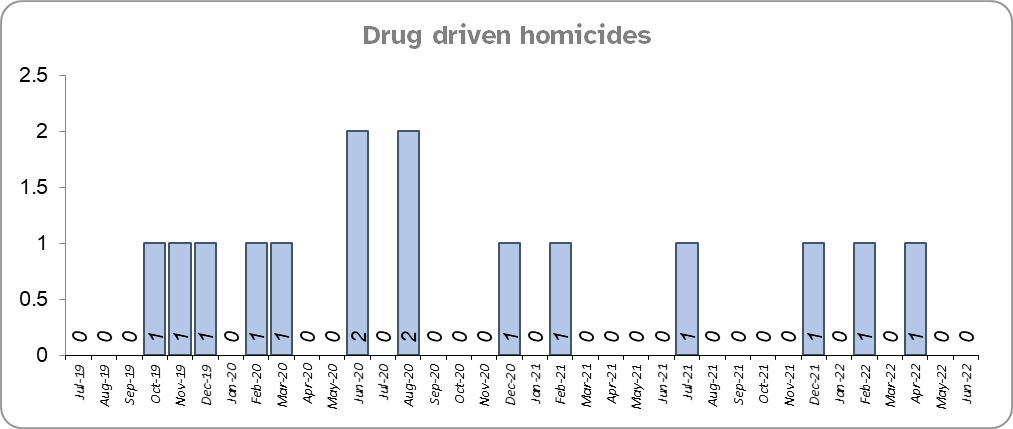 Drug driven homicides
2.5
2
1.5
1
0.5
0
0 0 0 1 1 1 0 1 1 0 0 2 0 2 0 0 0 1 0 1 0 0 0 0 1 0 0 0 0 1 0 1 0 1 0 0
Jul-19 Aug-19 Sep-19 Oct-19 Nov-19 Dec-19 Jan-20 Feb-20 Mar-20 Apr-20 May-20 Jun-20 Jul-20 Aug-20 Sep-20 Oct-20 Nov-20 Dec-20 Jan-21 Feb-21 Mar-21 Apr-21 May-21 Jun-21 Jul-21 Aug-21 Sep-21 Oct-21 Nov-21 Dec-21 Jan-22 Feb-22 Mar-22 Apr-22 May-22 Jun-22